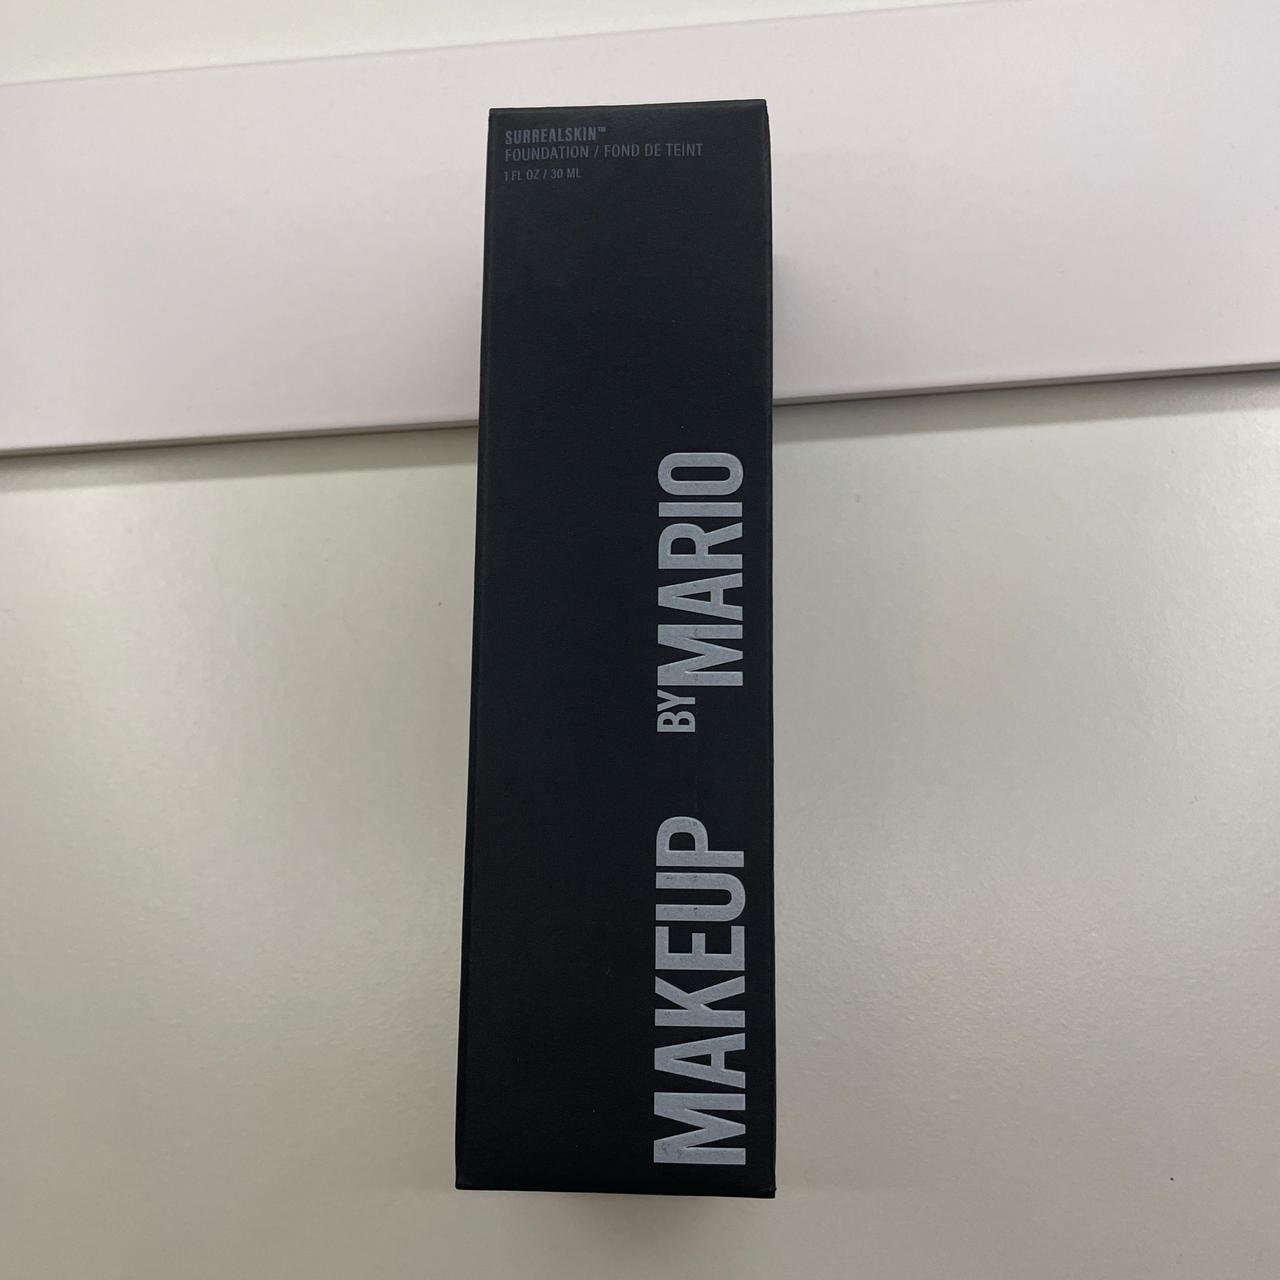 SURREALSKIN™
FOUNDATION / FOND DE TEINT
1 FL OZ / 30 ML
MAKEUP BY MARIO